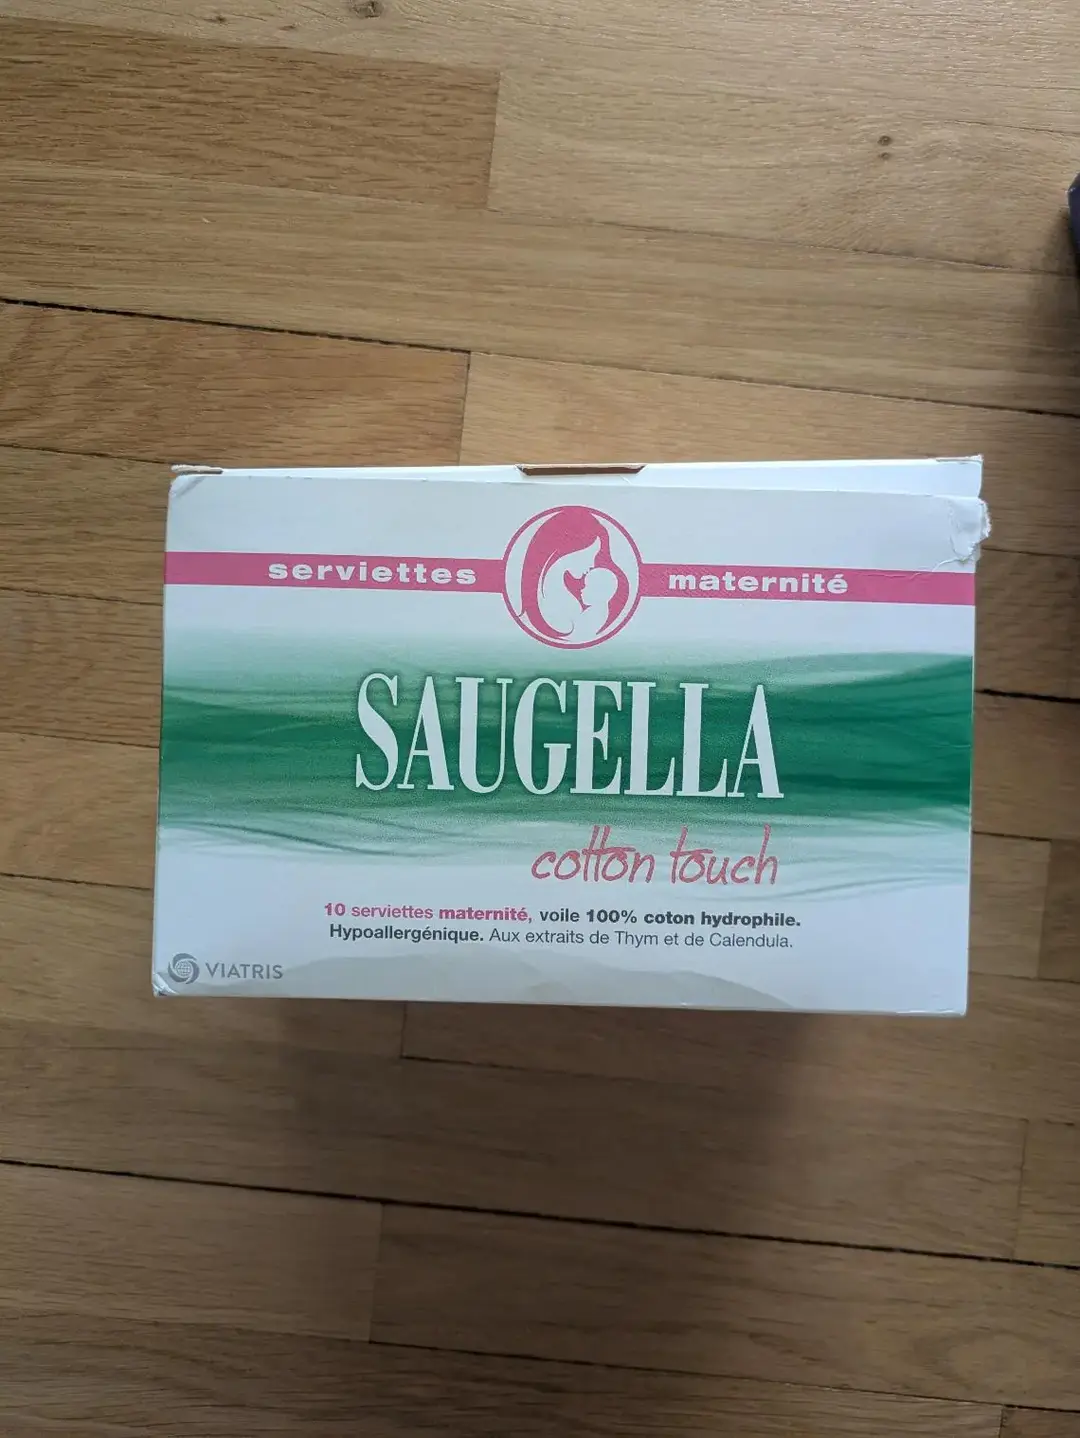 serviettes maternité
SAUGELLA
cotton touch
10 serviettes maternité, voile 100% coton hydrophile.
Hypoallergénique. Aux extraits de Thym et de Calendula.
VIATRIS